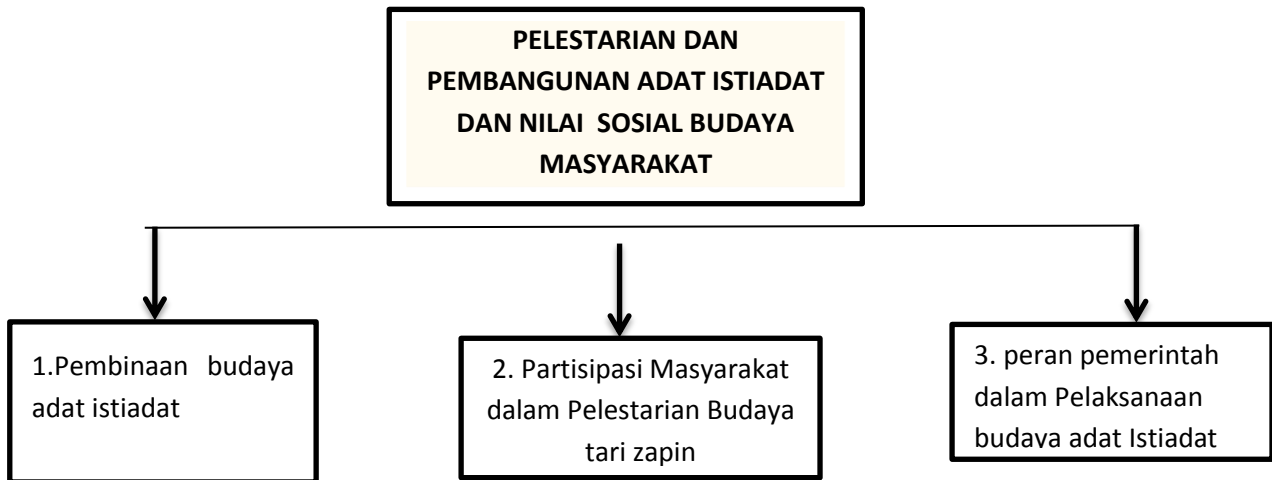 PELESTARIAN DAN
PEMBANGUNAN ADAT ISTIADAT
DAN NILAI SOSIAL BUDAYA
MASYARAKAT
1.Pembinaan budaya
adat istiadat
2. Partisipasi Masyarakat
dalam Pelestarian Budaya
tari zapin
3. peran pemerintah
dalam Pelaksanaan
budaya adat Istiadat